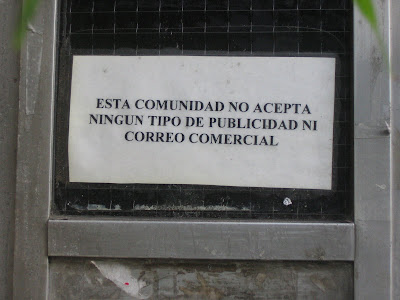 ESTA COMUNIDAD NO ACEPTA
NINGUN TIPO DE PUBLICIDAD NI
CORREO COMERCIAL